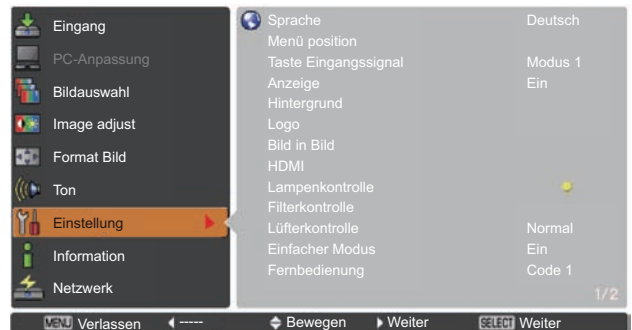 Eingang
PC-Anpassung
Bildauswahl
Image adjust
Format Bild
Ton
Einstellung
Information
Netzwerk
Sprache Deutsch
Menü position
Taste Eingangssignal Modus 1
Anzeige Ein
Hintergrund
Logo
Bild in Bild
HDMI
Lampenkontrolle
Filterkontrolle
Lüfterkontrolle Normal
Einfacher Modus Ein
Fernbedienung Code 1
1/2
MENU Verlassen ----- Bewegen Weiter SELECT Weiter